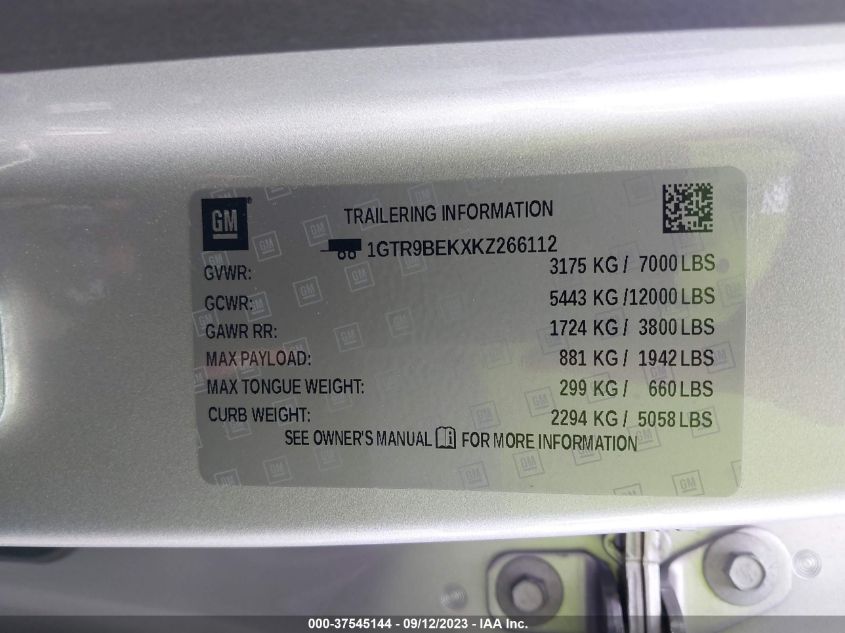 GM ®
TRAILERING INFORMATION
1GTR9BEKXKZ266112
GVWR: 3175 KG / 7000 LBS
GCWR: 5443 KG /12000 LBS
GAWR RR: 1724 KG / 3800 LBS
MAX PAYLOAD: 881 KG / 1942 LBS
MAX TONGUE WEIGHT: 299 KG / 660 LBS
CURB WEIGHT: 2294 KG / 5058 LBS
SEE OWNER'S MANUAL FOR MORE INFORMATION
000-37545144 - 09/12/2023 - IAAI Inc.